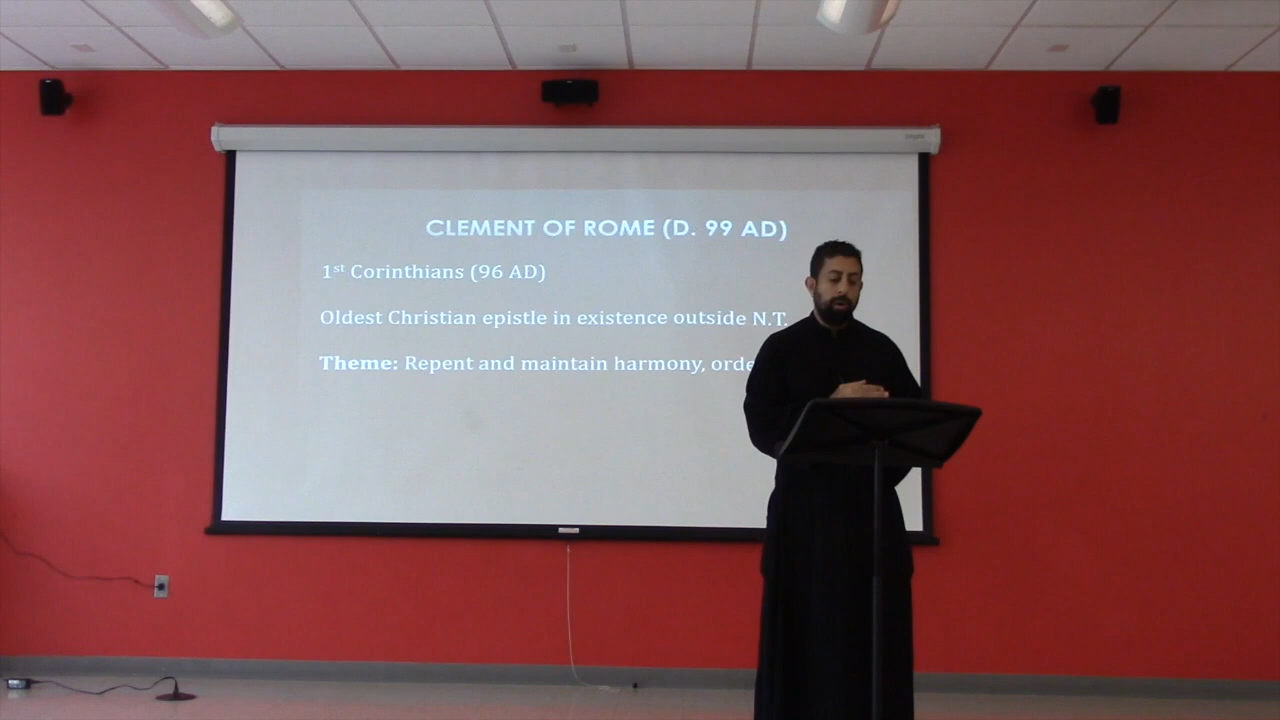 CLEMENT OF ROME (D. 99 AD)
1st Corinthians (96 AD)
Oldest Christian epistle in existence outside N.T.
Theme: Repent and maintain harmony, orde